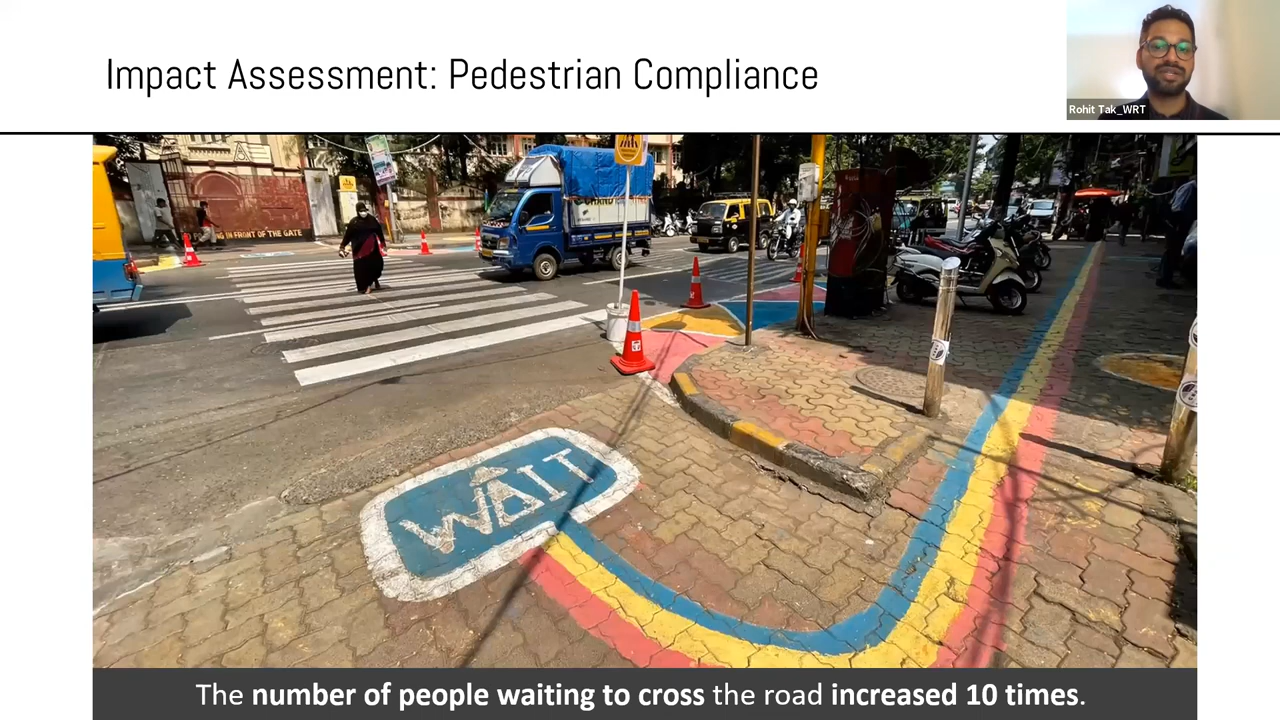 Impact Assessment: Pedestrian Compliance
Rohit Tak_WRT
IN FRONT OF THE GATE
WAIT
The number of people waiting to cross the road increased 10 times.